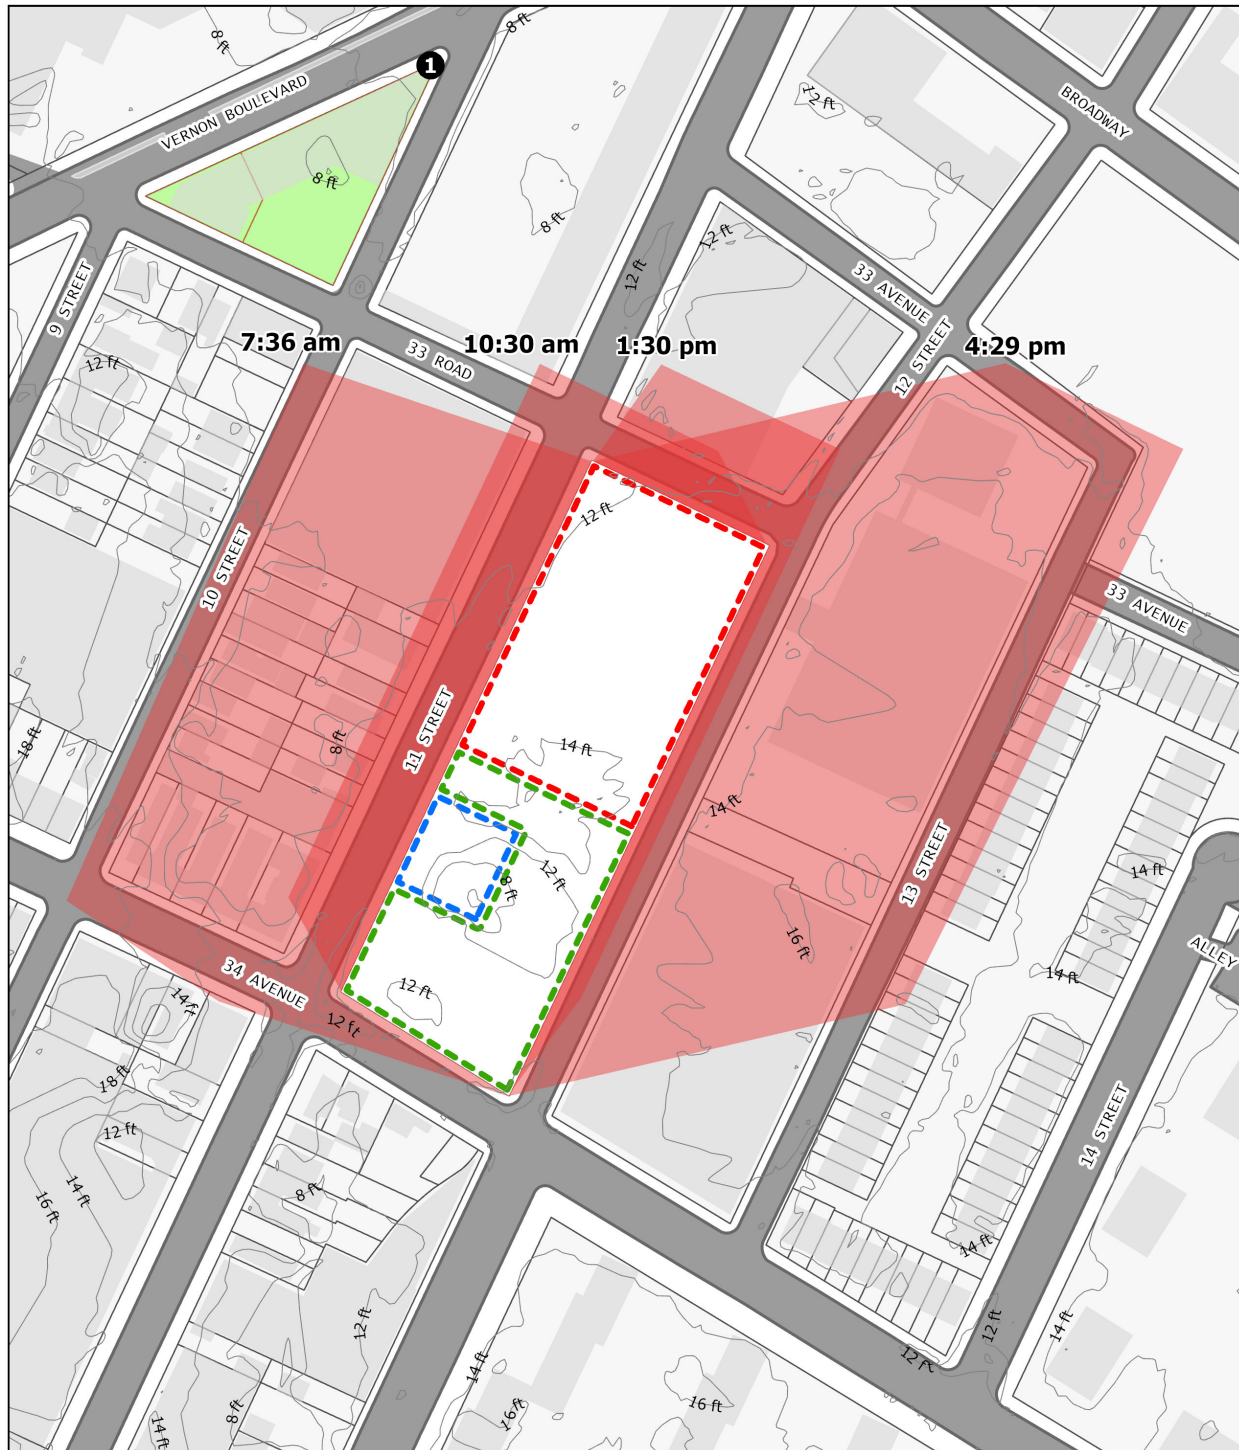 8 ft
8 ft
1
VERNON BOULEVARD
12 ft
BROADWAY
8 ft
8 ft
12 ft
12 ft
33 AVENUE
9 STREET
7:36 am
10:30 am
1:30 pm
4:29 pm
33 ROAD
12 STREET
12 ft
12 ft
10 STREET
33 AVENUE
11 STREET
18 ft
8 ft
14 ft
14 ft
12 ft
8 ft
13 STREET
14 ft
16 ft
ALLEY
34 AVENUE
14 ft
14 ft
12 ft
12 ft
18 ft
12 ft
14 STREET
14 ft
16 ft
8 ft
14 ft
12 ft
12 ft
14 ft
12 ft
14 ft
16 ft
16 ft
8 ft
14 ft